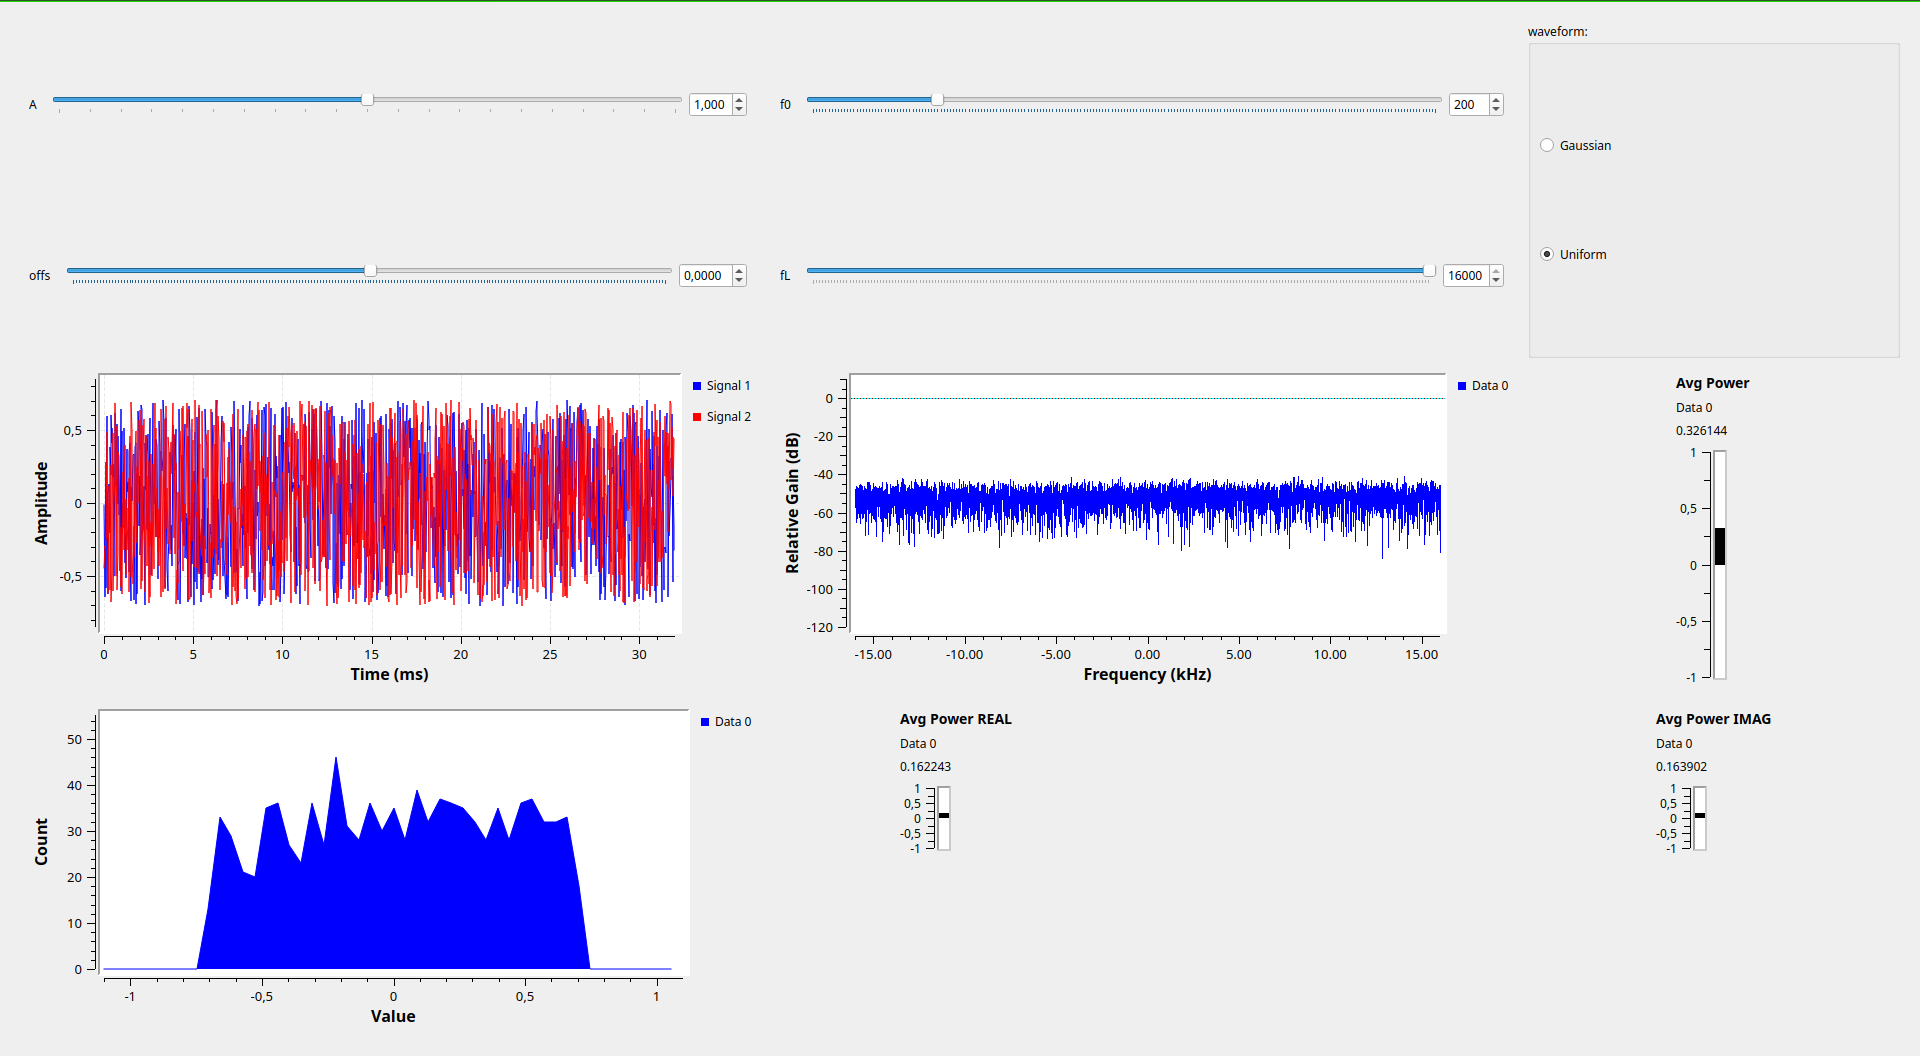 waveform:
A
1,000
f0
200
Gaussian
Uniform
offs
0,0000
fL
16000
Signal 1
Signal 2
Amplitude
0,5
0
-0,5
0 5 10 15 20 25 30
Time (ms)
Data 0
Relative Gain (dB)
0
-20
-40
-60
-80
-100
-120
-15.00 -10.00 -5.00 0.00 5.00 10.00 15.00
Frequency (kHz)
Avg Power
Data 0
0.326144
1
0,5
0
-0,5
-1
Data 0
Count
50
40
30
20
10
0
-1 -0,5 0 0,5 1
Value
Avg Power REAL
Data 0
0.162243
1
0,5
0
-0,5
-1
Avg Power IMAG
Data 0
0.163902
1
0,5
0
-0,5
-1